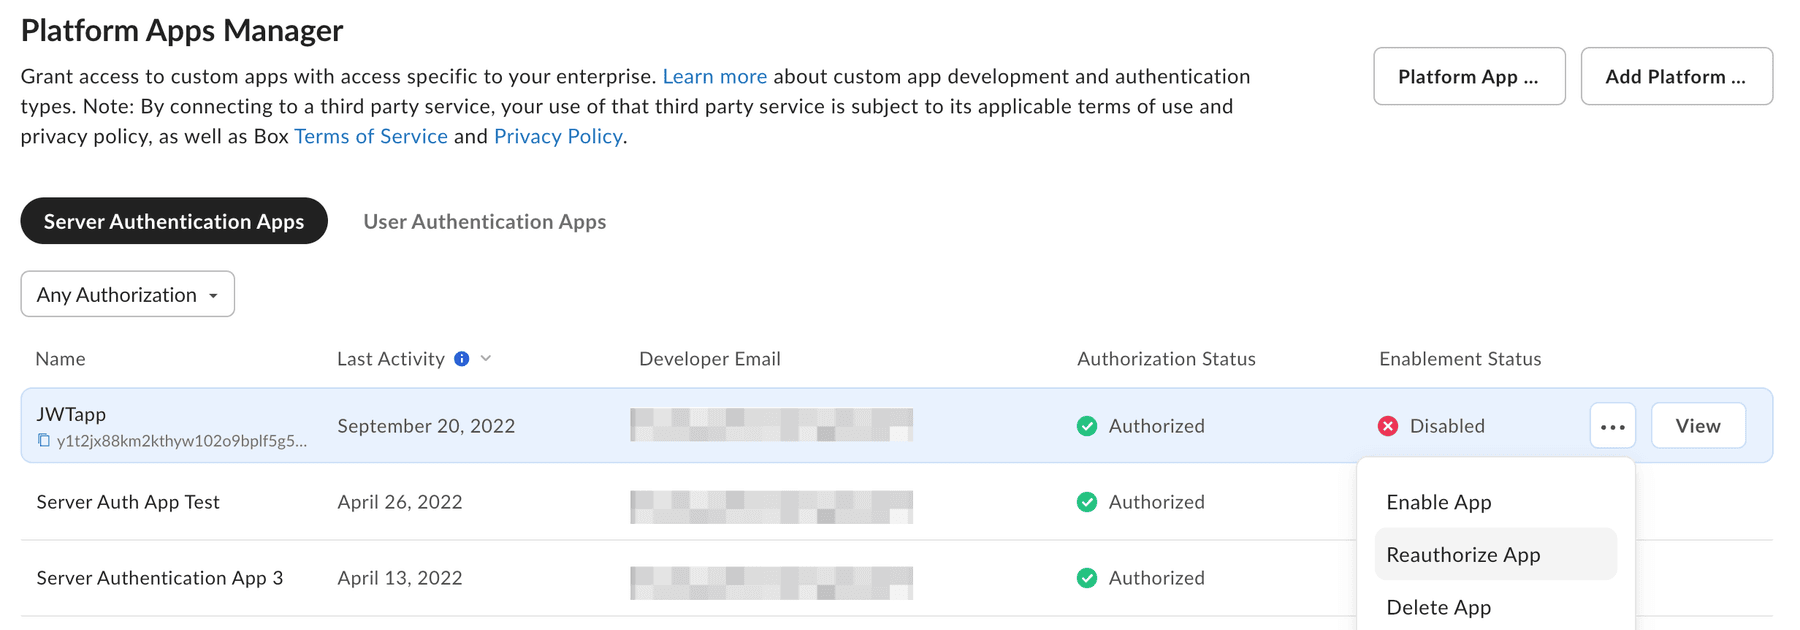 Platform Apps Manager
Grant access to custom apps with access specific to your enterprise. Learn more about custom app development and authentication
types. Note: By connecting to a third party service, your use of that third party service is subject to its applicable terms of use and
privacy policy, as well as Box Terms of Service and Privacy Policy.
Platform App ...
Add Platform ...
Server Authentication Apps
User Authentication Apps
Any Authorization
Name
Last Activity
Developer Email
Authorization Status
Enablement Status
JWTapp
y1t2jx88km2kthyw102o9bplf5g5...
September 20, 2022
Authorized
Disabled
View
Server Auth App Test
April 26, 2022
Authorized
Enable App
Reauthorize App
Server Authentication App 3
April 13, 2022
Authorized
Delete App